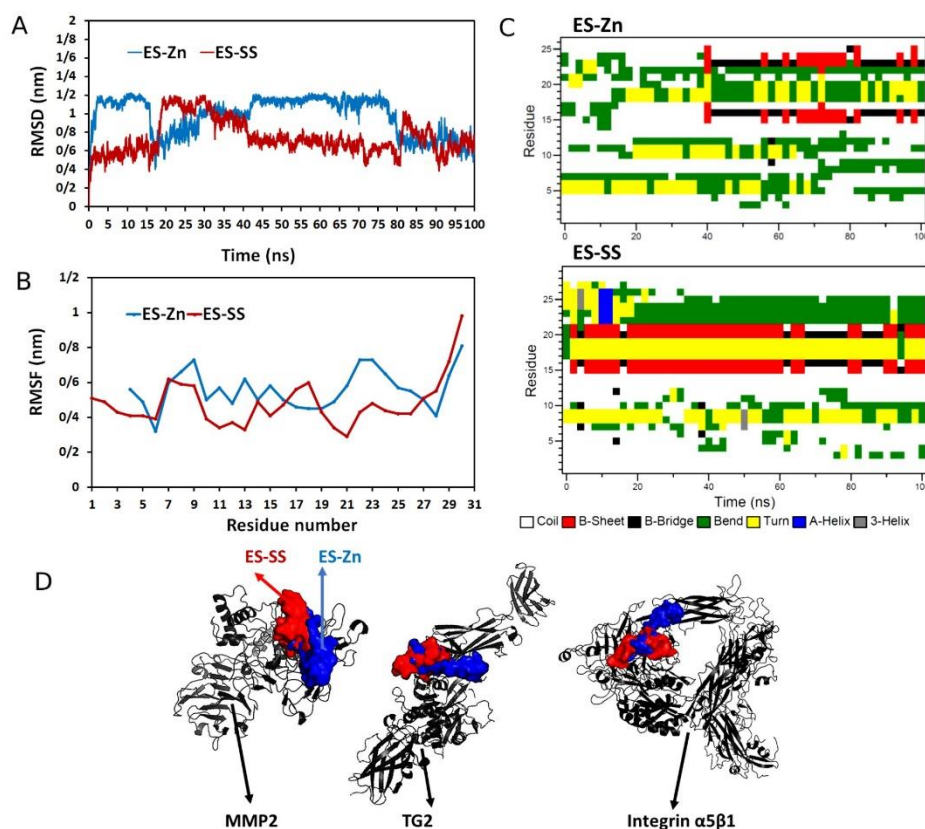 A
2
1/8
1/6
1/4
1/2
1
0/8
0/6
0/4
0/2
0
RMSD (nm)
ES-Zn ES-SS
0 5 10 15 20 25 30 35 40 45 50 55 60 65 70 75 80 85 90 95100
Time (ns)
B
1/2
1
0/8
0/6
0/4
0/2
0
RMSF (nm)
ES-Zn ES-SS
1 3 5 7 9 11 13 15 17 19 21 23 25 27 29 31
Residue number
C
ES-Zn
25
20
15
10
5
Residue
0 20 40 60 80 100
ES-SS
25
20
15
10
5
Residue
0 20 40 60 80 100
Time (ns)
Coil B-Sheet B-Bridge Bend Turn A-Helix 3-Helix
D
ES-SS ES-Zn
MMP2 TG2 Integrin α5β1